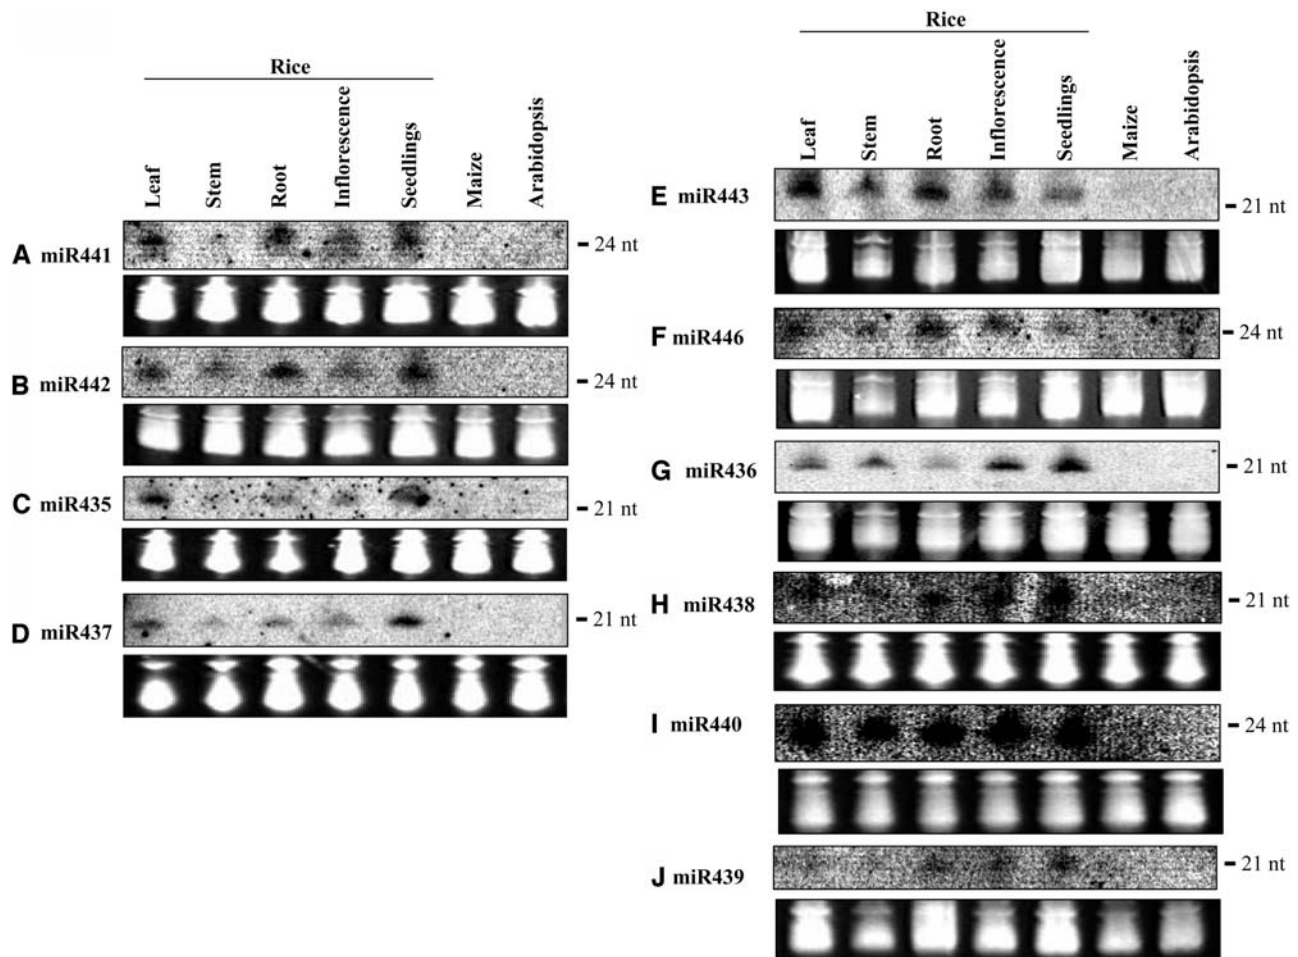 Rice
Leaf
Stem
Root
Inflorescence
Seedlings
Maize
Arabidopsis
A miR441
24 nt
B miR442
24 nt
C miR435
21 nt
D miR437
21 nt
Rice
Leaf
Stem
Root
Inflorescence
Seedlings
Maize
Arabidopsis
E miR443
21 nt
F miR446
24 nt
G miR436
21 nt
H miR438
21 nt
I miR440
24 nt
J miR439
21 nt